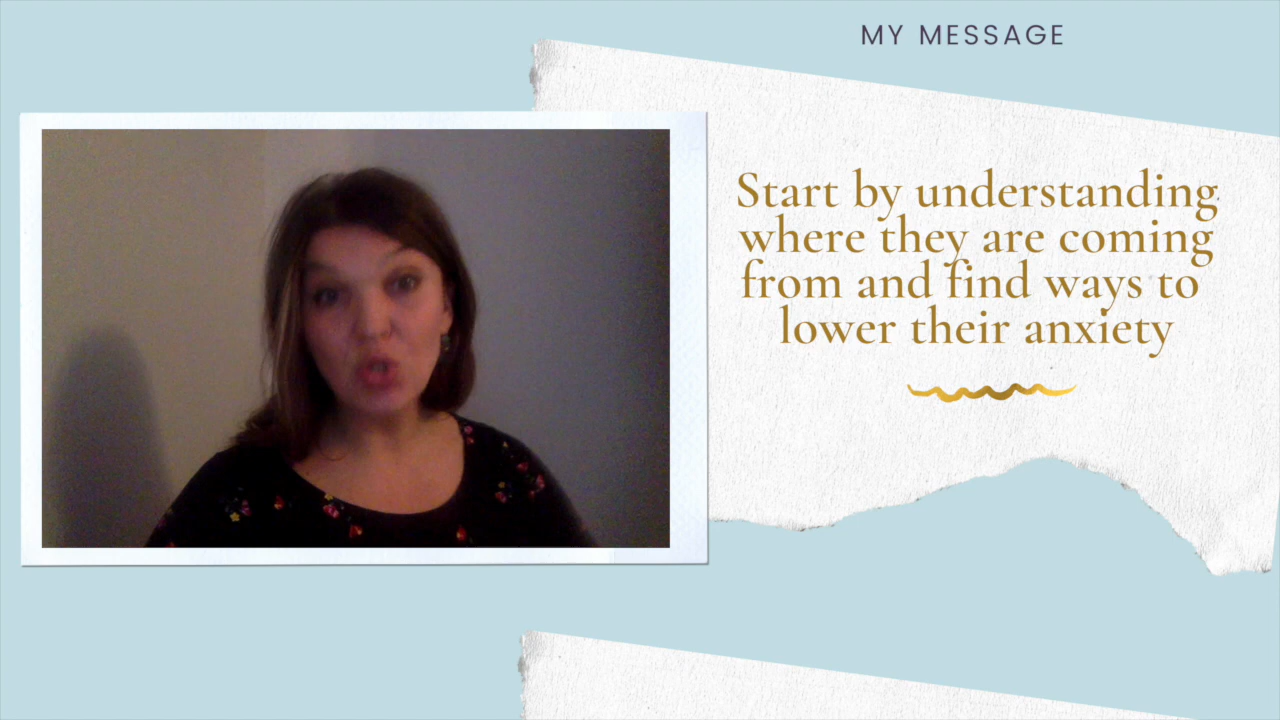 MY MESSAGE
Start by understanding
where they are coming
from and find ways to
lower their anxiety